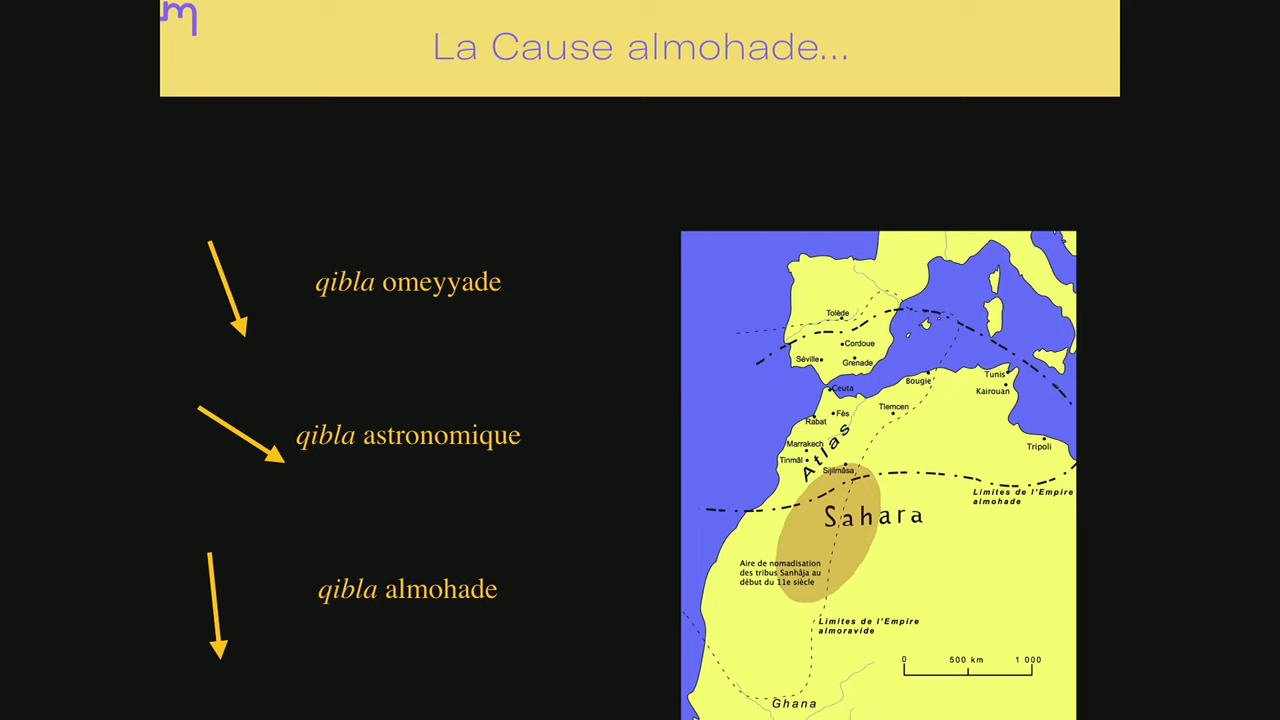 La Cause almohade...
qibla omeyyade
qibla astronomique
qibla almohade
Tolède
Cordoue
Séville
Grenade
Ceuta
Bougie
Tunis
Kairouan
Fès
Tlemcen
Rabat
Tripoli
Marrakech
Tinmâl
Atlas
Sijilmâsa
Limites de l'Empire
almohade
Sahara
Aire de nomadisation
des tribus Sanhâja au
début du 11e siècle
Limites de l'Empire
almoravide
0 500 km 1 000
Ghana